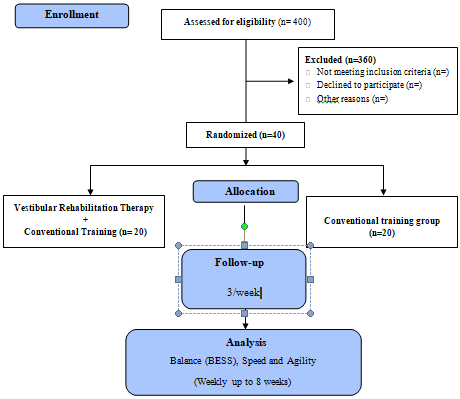 Enrollment
Assessed for eligibility (n= 400)
Excluded (n=360)
Not meeting inclusion criteria (n=)
Declined to participate (n=)
Other reasons (n=)
Randomized (n=40)
Allocation
Vestibular Rehabilitation Therapy
+
Conventional Training (n= 20)
Conventional training group
(n=20)
Follow-up
3/week
Analysis
Balance (BESS), Speed and Agility
(Weekly up to 8 weeks)